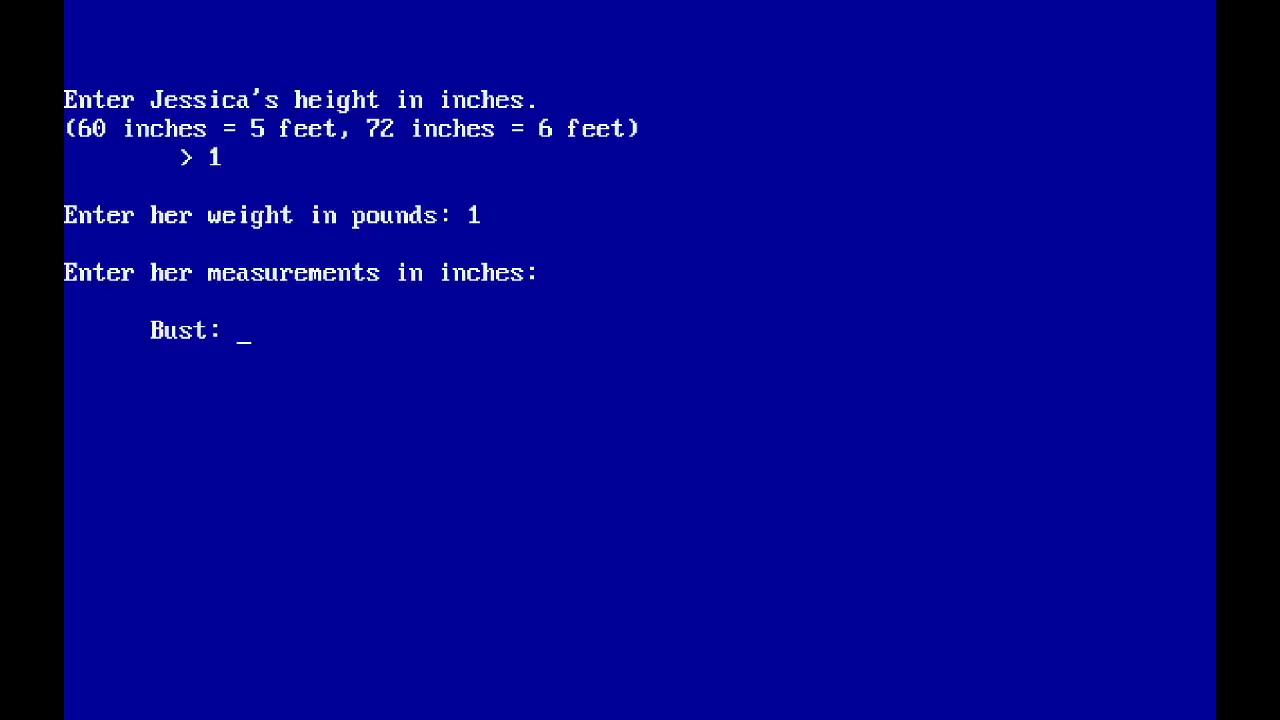 Enter Jessica's height in inches.
(60 inches = 5 feet, 72 inches = 6 feet)
> 1
Enter her weight in pounds: 1
Enter her measurements in inches:
Bust: _